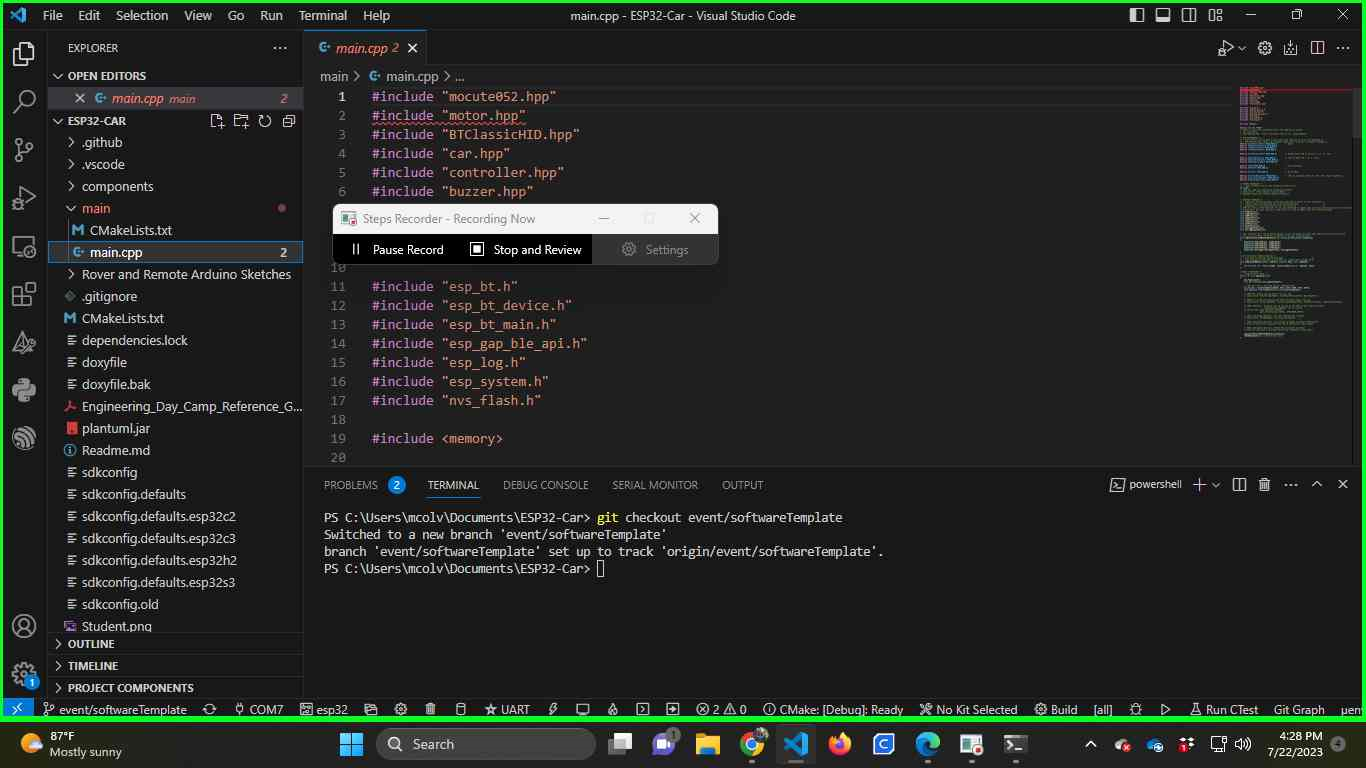 File Edit Selection View Go Run Terminal Help
main.cpp - ESP32-Car - Visual Studio Code
EXPLORER
OPEN EDITORS
main.cpp main 2
ESP32-CAR
.github
.vscode
components
main
CMakeLists.txt
main.cpp 2
Rover and Remote Arduino Sketches
.gitignore
CMakeLists.txt
dependencies.lock
doxyfile
doxyfile.bak
Engineering_Day_Camp_Reference_G...
plantuml.jar
Readme.md
sdkconfig
sdkconfig.defaults
sdkconfig.defaults.esp32c2
sdkconfig.defaults.esp32c3
sdkconfig.defaults.esp32h2
sdkconfig.defaults.esp32s3
sdkconfig.old
Student.png
OUTLINE
TIMELINE
PROJECT COMPONENTS
1
main.cpp 2
main > main.cpp > ...
1 #include "mocute052.hpp"
2 #include "motor.hpp"
3 #include "BTClassicHID.hpp"
4 #include "car.hpp"
5 #include "controller.hpp"
6 #include "buzzer.hpp"
Steps Recorder - Recording Now
Pause Record Stop and Review Settings
10
11 #include "esp_bt.h"
12 #include "esp_bt_device.h"
13 #include "esp_bt_main.h"
14 #include "esp_gap_ble_api.h"
15 #include "esp_log.h"
16 #include "esp_system.h"
17 #include "nvs_flash.h"
18
19 #include <memory>
20
PROBLEMS 2 TERMINAL DEBUG CONSOLE SERIAL MONITOR OUTPUT
powershell
PS C:\Users\mcolv\Documents\ESP32-Car> git checkout event/softwareTemplate
Switched to a new branch 'event/softwareTemplate'
branch 'event/softwareTemplate' set up to track 'origin/event/softwareTemplate'.
PS C:\Users\mcolv\Documents\ESP32-Car>
event/softwareTemplate COM7 esp32 UART 2 0 CMake: [Debug]: Ready No Kit Selected Build [all] Run CTest Git Graph
87°F
Mostly sunny
Search
1
1
4:28 PM
7/22/2023
4